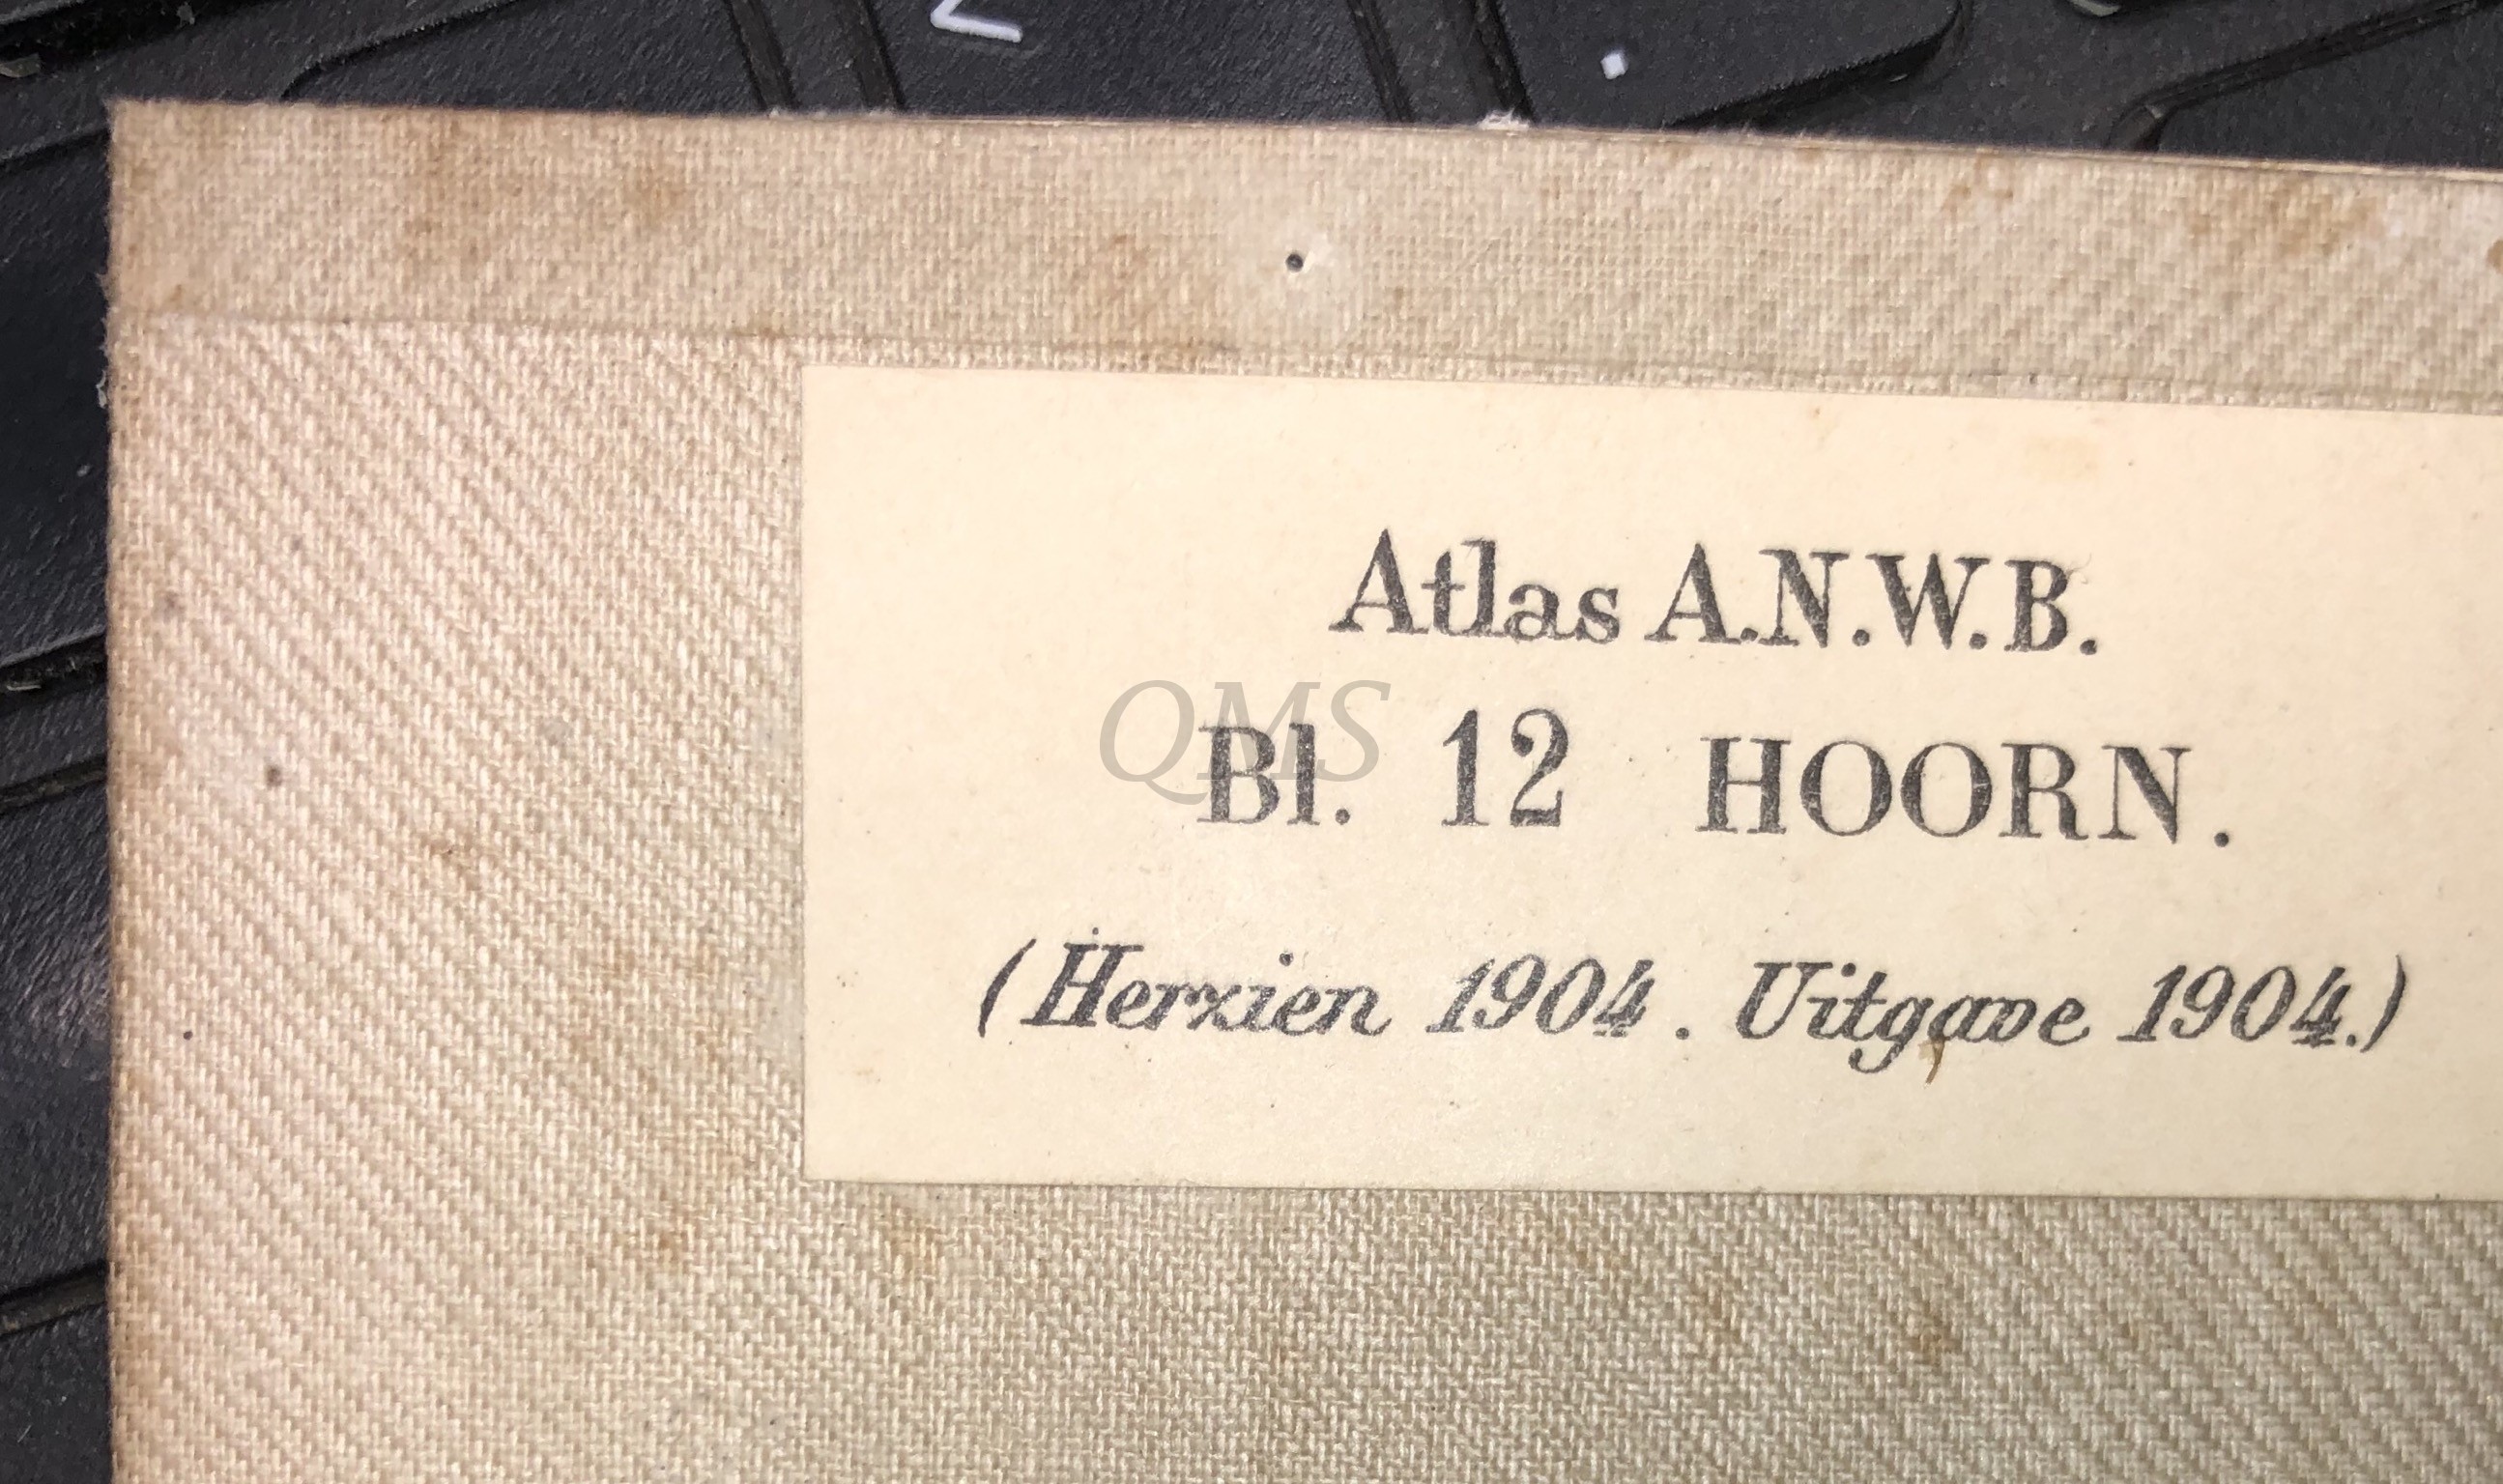 Atlas A.N.W.B.
QMS
Bl. 12 HOORN.
(Herzien 1904. Uitgave 1904.)